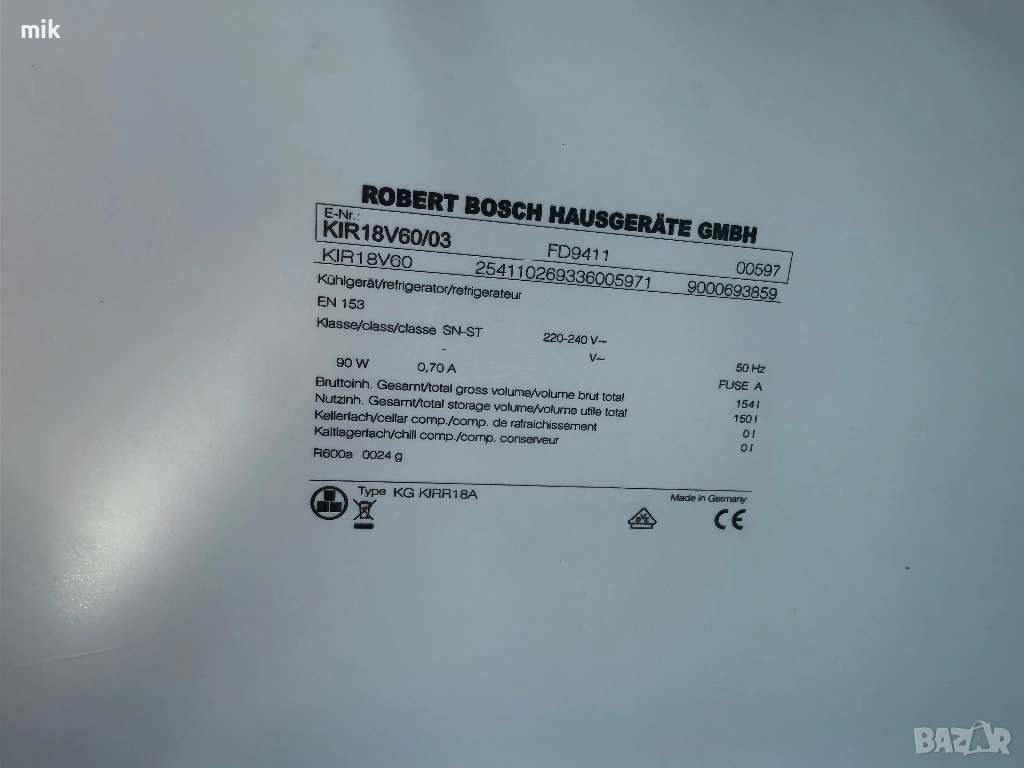 mik
ROBERT BOSCH HAUSGERÄTE GMBH
E-Nr.:
KIR18V60/03 FD9411 00597
KIR18V60 254110269336005971 9000693859
Kühlgerät/refrigerator/refrigerateur
EN 153
Klasse/class/classe SN-ST 220-240 V~ 50 Hz
- V~ FUSE A
90 W 0,70 A
Bruttoinh. Gesamt/total gross volume/volume brut total 154 l
Nutzinh. Gesamt/total storage volume/volume utile total 150 l
Kellerfach/cellar comp./comp. de rafraichissement 0 l
Kaltlagerfach/chill comp./comp. conserveur 0 l
R600a 0024 g
Type KG KIRR18A Made in Germany
DVE CE
BAZAR